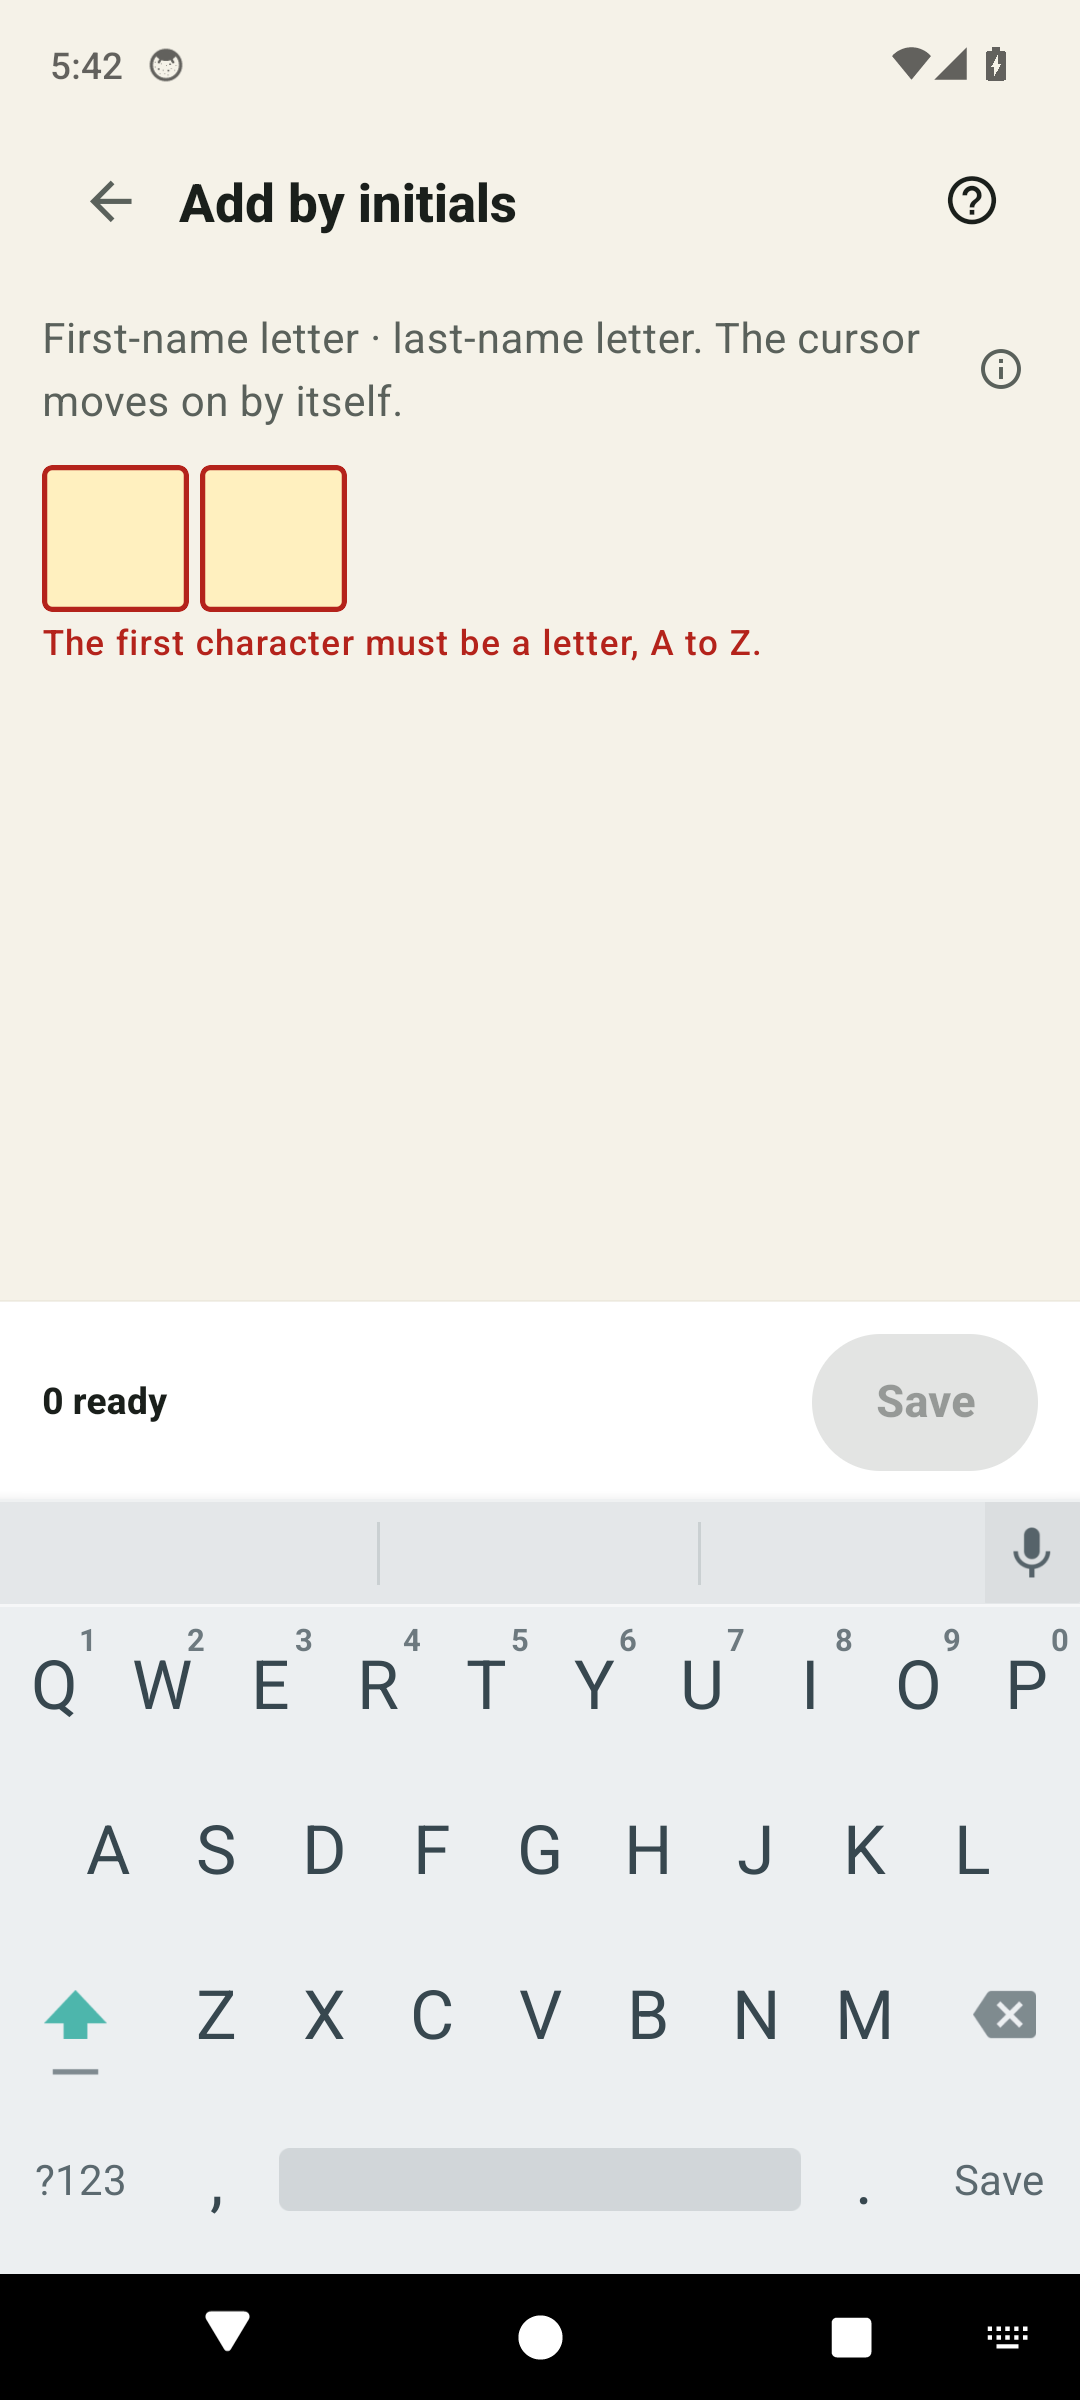 5:42
Add by initials
First-name letter · last-name letter. The cursor
moves on by itself.
The first character must be a letter, A to Z.
0 ready
Save
1 2 3 4 5 6 7 8 9 0
Q W E R T Y U I O P
A S D F G H J K L
Z X C V B N M
?123 , . Save